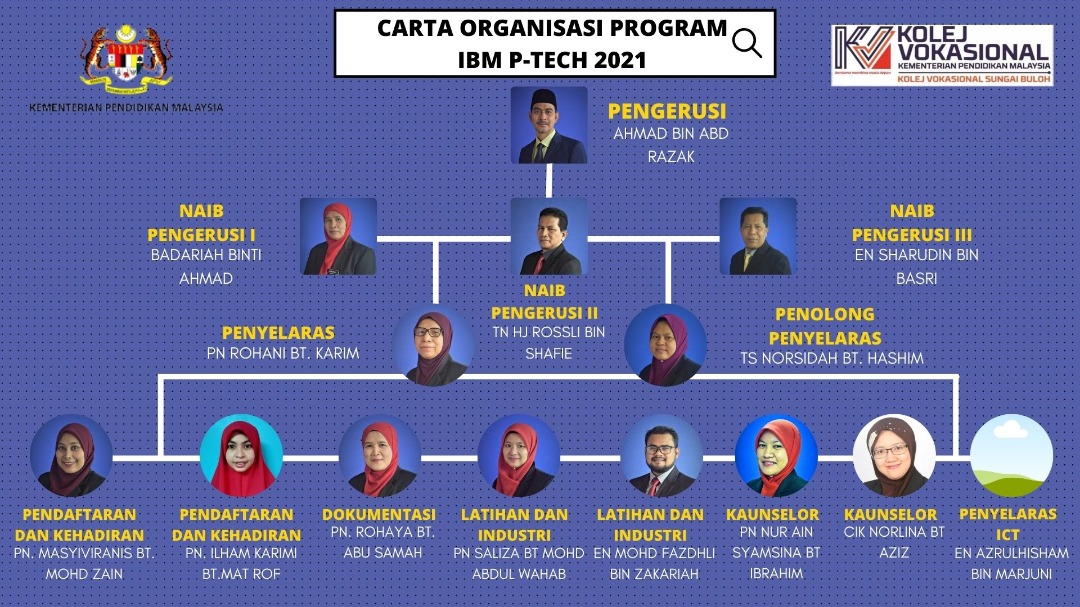 CARTA ORGANISASI PROGRAM
IBM P-TECH 2021
KEMENTERIAN PENDIDIKAN MALAYSIA
KV
KOLEJ
VOKASIONAL
KEMENTERIAN PENDIDIKAN MALAYSIA
KOLEJ VOKASIONAL SUNGAI BULOH
PENGERUSI
AHMAD BIN ABD
RAZAK
NAIB
PENGERUSI I
BADARIAH BINTI
AHMAD
NAIB
PENGERUSI II
TN HJ ROSSLI BIN
SHAFIE
NAIB
PENGERUSI III
EN SHARUDIN BIN
BASRI
PENYELARAS
PN ROHANI BT. KARIM
PENOLONG
PENYELARAS
TS NORSIDAH BT. HASHIM
PENDAFTARAN
DAN KEHADIRAN
PN. MASYIVIRANIS BT.
MOHD ZAIN
PENDAFTARAN
DAN KEHADIRAN
PN. ILHAM KARIMI
BT.MAT ROF
DOKUMENTASI
PN. ROHAYA BT.
ABU SAMAH
LATIHAN DAN
INDUSTRI
PN SALIZA BT MOHD
ABDUL WAHAB
LATIHAN DAN
INDUSTRI
EN MOHD FAZDHLI
BIN ZAKARIAH
KAUNSELOR
PN NUR AIN
SYAMSINA BT
IBRAHIM
KAUNSELOR
CIK NORLINA BT
AZIZ
PENYELARAS
ICT
EN AZRULHISHAM
BIN MARJUNI